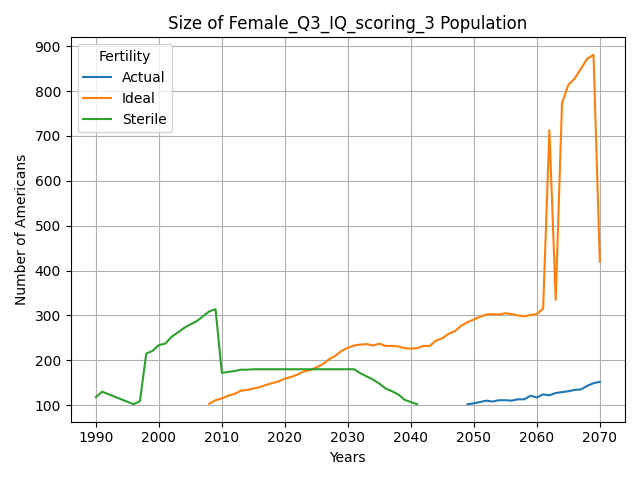 Size of Female_Q3_IQ_scoring_3 Population
Number of Americans
900
800
700
600
500
400
300
200
100
Fertility
Actual
Ideal
Sterile
1990 2000 2010 2020 2030 2040 2050 2060 2070
Years